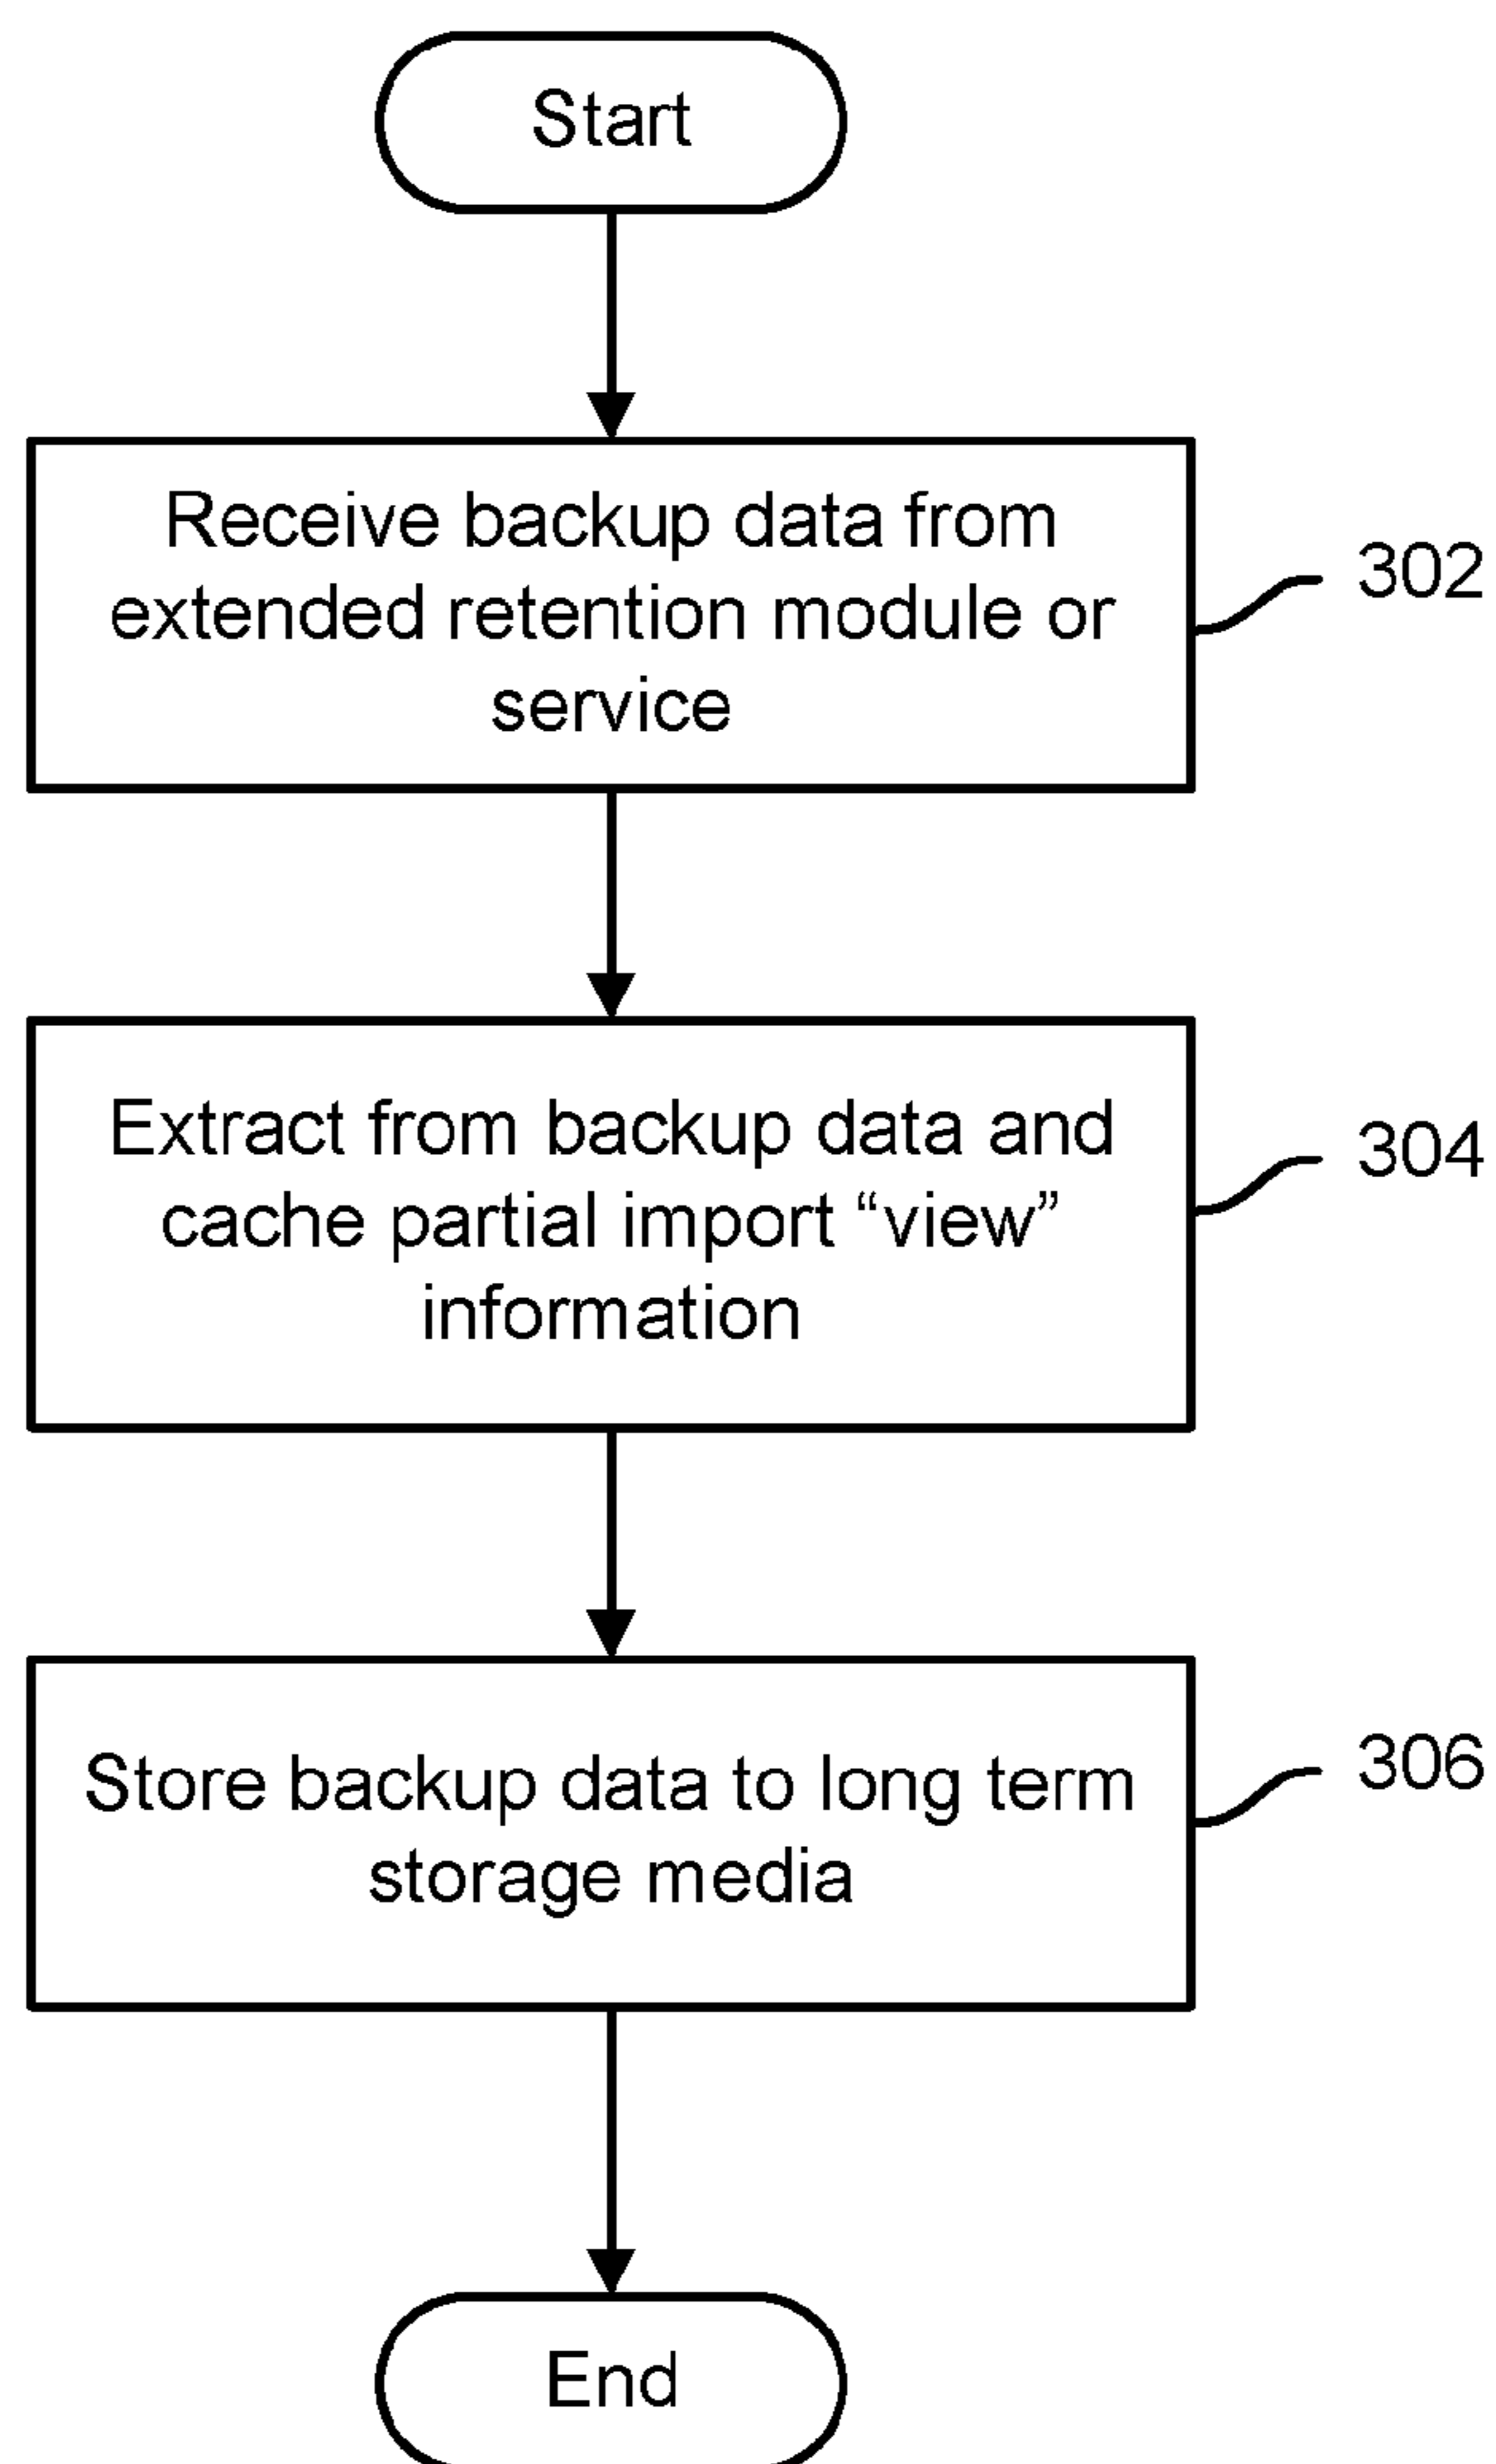 Start
Receive backup data from
extended retention module or
service
302
Extract from backup data and
cache partial import “view”
information
304
Store backup data to long term
storage media
306
End